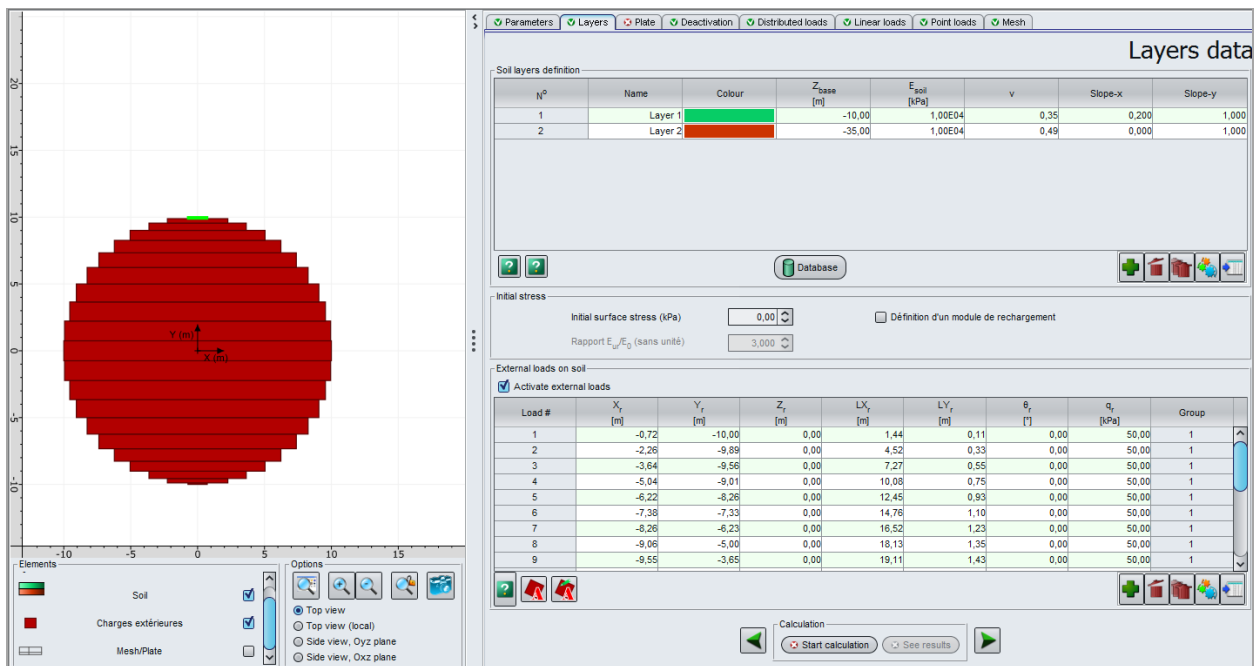 Parameters Layers Plate Deactivation Distributed loads Linear loads Point loads Mesh
Layers data
Soil layers definition
N° Name Colour Z_base [m] E_soil [kPa] ν Slope-x Slope-y
1 Layer 1 -10,00 1,00E04 0,35 0,200 1,000
2 Layer 2 -35,00 1,00E04 0,49 0,000 1,000
? ? Database
Initial stress
Initial surface stress (kPa) 0,00 Définition d'un module de rechargement
Rapport E_ur/E_0 (sans unité) 3,000
External loads on soil
Activate external loads
Load # X_r [m] Y_r [m] Z_r [m] LX_r [m] LY_r [m] θ_r [°] q_r [kPa] Group
1 -0,72 -10,00 0,00 1,44 0,11 0,00 50,00 1
2 -2,26 -9,89 0,00 4,52 0,33 0,00 50,00 1
3 -3,64 -9,56 0,00 7,27 0,55 0,00 50,00 1
4 -5,04 -9,01 0,00 10,08 0,75 0,00 50,00 1
5 -6,22 -8,26 0,00 12,45 0,93 0,00 50,00 1
6 -7,38 -7,33 0,00 14,76 1,10 0,00 50,00 1
7 -8,26 -6,23 0,00 16,52 1,23 0,00 50,00 1
8 -9,06 -5,00 0,00 18,13 1,35 0,00 50,00 1
9 -9,55 -3,65 0,00 19,11 1,43 0,00 50,00 1
? A A
Calculation
Start calculation See results
20
15
10
5
0
-5
-10
Y (m)
X (m)
-10 -5 0 5 10 15
Elements
Soil
Charges extérieures
Mesh/Plate
Options
Top view
Top view (local)
Side view, Oyz plane
Side view, Oxz plane